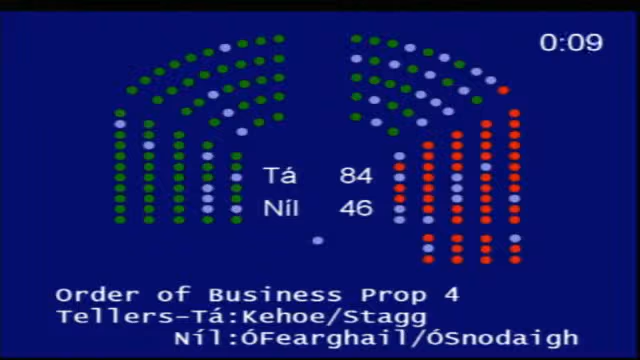 0:09
Tá 84
Níl 46
Order of Business Prop 4
Tellers-Tá:Kehoe/Stagg
Níl:ÓFearghail/ÓSnodaigh